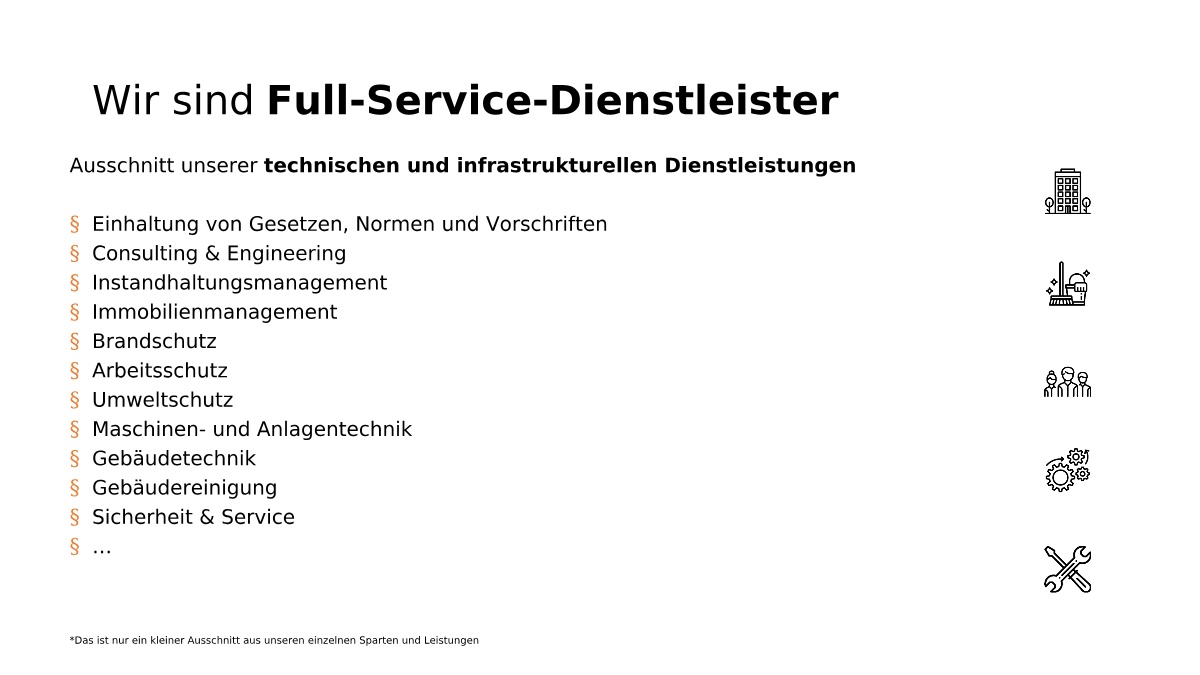 Wir sind Full-Service-Dienstleister
Ausschnitt unserer technischen und infrastrukturellen Dienstleistungen
§ Einhaltung von Gesetzen, Normen und Vorschriften
§ Consulting & Engineering
§ Instandhaltungsmanagement
§ Immobilienmanagement
§ Brandschutz
§ Arbeitsschutz
§ Umweltschutz
§ Maschinen- und Anlagentechnik
§ Gebäudetechnik
§ Gebäudereinigung
§ Sicherheit & Service
§ …
*Das ist nur ein kleiner Ausschnitt aus unseren einzelnen Sparten und Leistungen